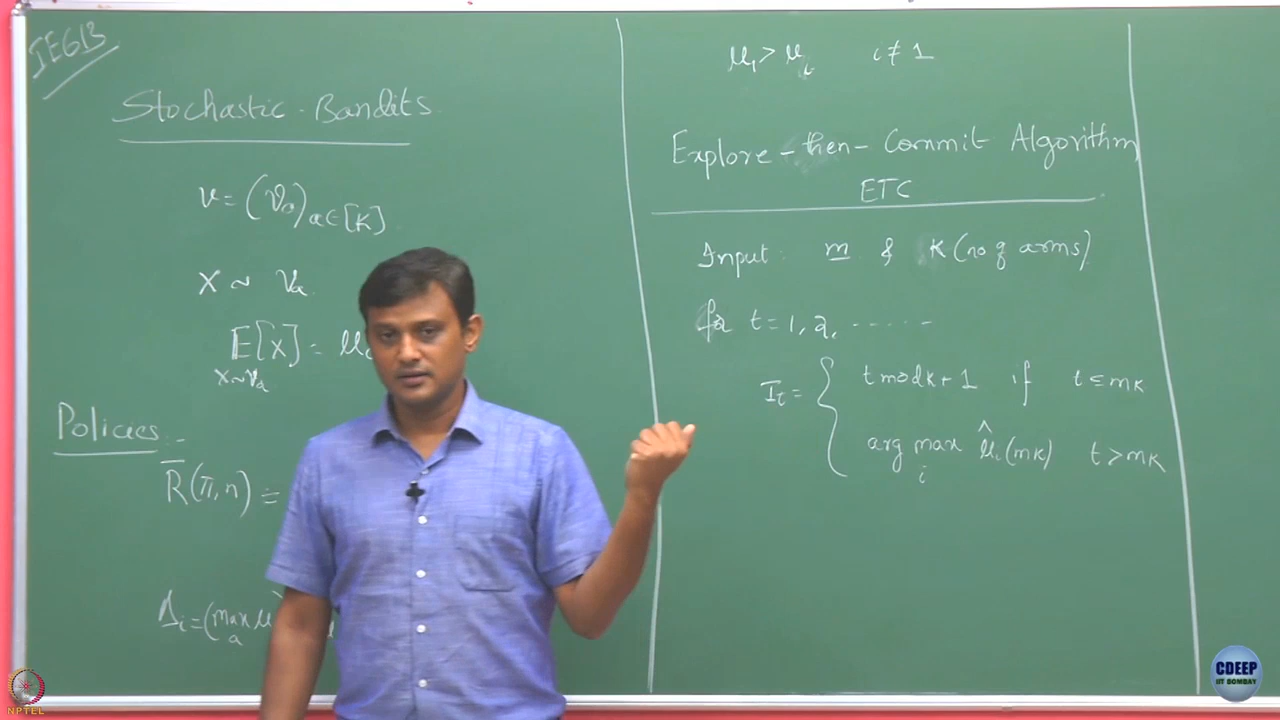 IE613
Stochastic Bandits
ν = (ν_a)_{a∈[K]}
X ~ ν_a
E[X] = μ
X~ν_a
Policies :-
R(π, n) =
Δ_i = (max_a μ
μ_1 > μ_i i ≠ 1
Explore-then-Commit Algorithm
ETC
Input: m & K (no of arms)
for t = 1, 2, ......
I_t = { t mod K + 1 if t ≤ mK
arg max_i μ̂_i(mK) t > mK
NPTEL
CDEEP
IIT BOMBAY